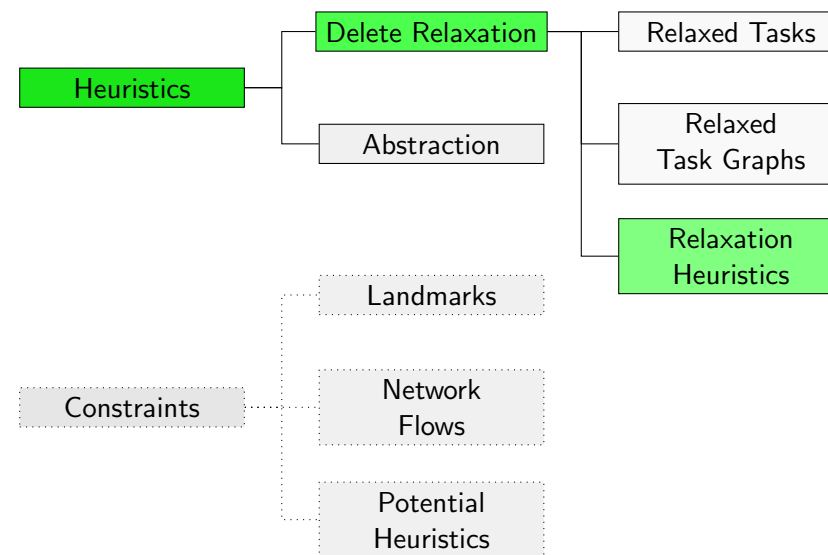 Heuristics
Delete Relaxation
Abstraction
Relaxed Tasks
Relaxed
Task Graphs
Relaxation
Heuristics
Constraints
Landmarks
Network
Flows
Potential
Heuristics